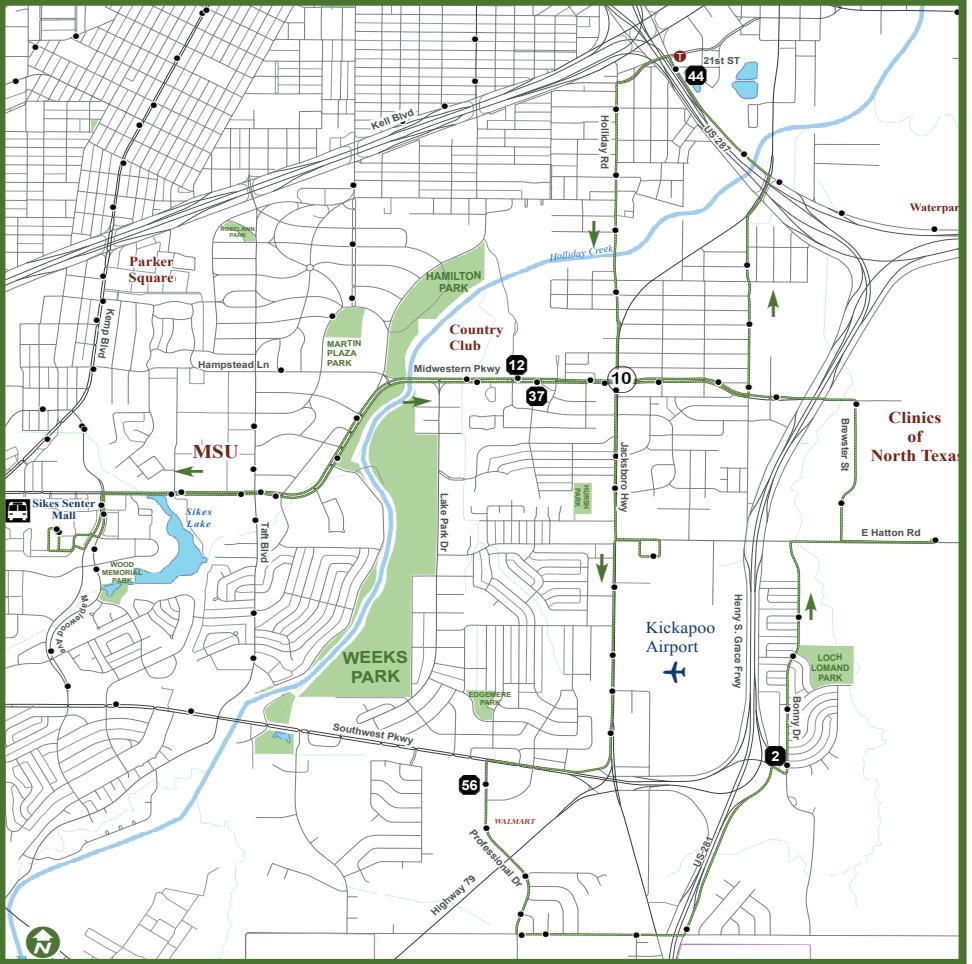 T
21st ST
44
Kell Blvd
US 287
Holliday Rd
Waterpar
ROSELAWN
PARK
Holliday Creek
Parker
Square
HAMILTON
PARK
Kemp Blvd
Country
Club
MARTIN
PLAZA
PARK
Hampstead Ln
Midwestern Pkwy
12
37
10
Clinics
of
North Texas
Brewster St
MSU
Jacksboro Hwy
HURSH
PARK
Lake Park Dr
Sikes Senter
Mall
Sikes
Lake
Taft Blvd
E Hatton Rd
WOOD
MEMORIAL
PARK
Maplewood Ave
Henry S. Grace Frwy
Kickapoo
Airport
WEEKS
PARK
LOCH
LOMAND
PARK
EDGEMERE
PARK
Bonny Dr
Southwest Pkwy
2
56
WALMART
Professional Dr
US 281
Highway 79
N